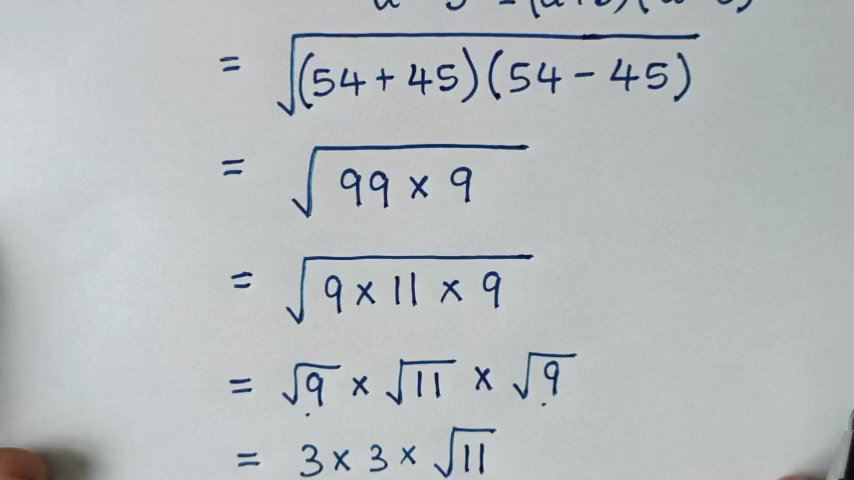 = √(54 + 45)(54 - 45)
= √99 × 9
= √9 × 11 × 9
= √9 × √11 × √9
= 3 × 3 × √11